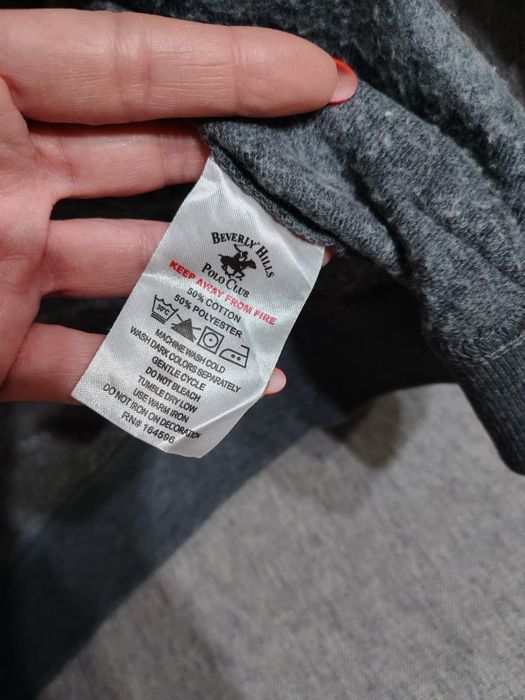 BEVERLY HILLS
POLO CLUB
KEEP AWAY FROM FIRE
50% COTTON
50% POLYESTER
30°C
MACHINE WASH COLD
WASH DARK COLORS SEPARATELY
GENTLE CYCLE
DO NOT BLEACH
TUMBLE DRY LOW
USE WARM IRON
DO NOT IRON ON DECORATION
RN# 164596